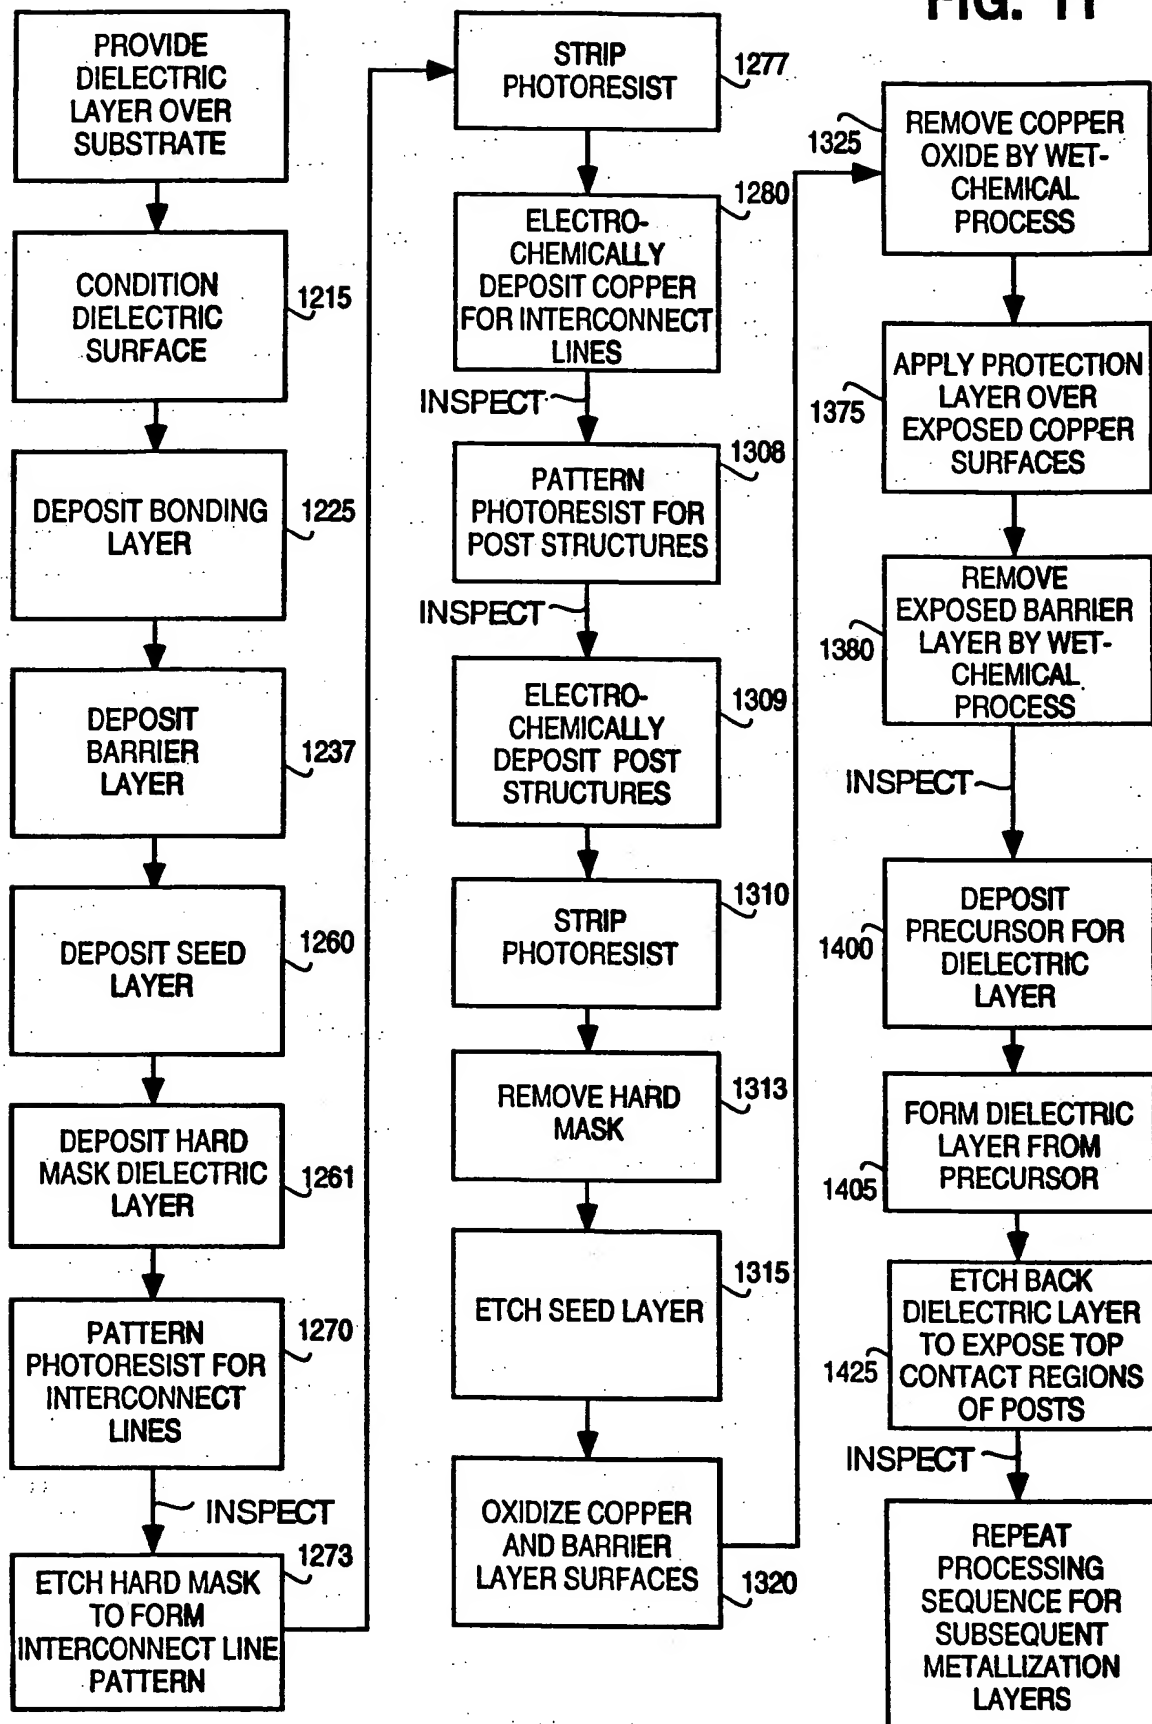 FIG. 11
PROVIDE
DIELECTRIC
LAYER OVER
SUBSTRATE
CONDITION
DIELECTRIC
SURFACE
1215
DEPOSIT BONDING
LAYER
1225
DEPOSIT
BARRIER
LAYER
1237
DEPOSIT SEED
LAYER
1260
DEPOSIT HARD
MASK DIELECTRIC
LAYER
1261
PATTERN
PHOTORESIST FOR
INTERCONNECT
LINES
1270
INSPECT
ETCH HARD MASK
TO FORM
INTERCONNECT LINE
PATTERN
1273
STRIP
PHOTORESIST
1277
ELECTRO-
CHEMICALLY
DEPOSIT COPPER
FOR INTERCONNECT
LINES
1280
INSPECT
PATTERN
PHOTORESIST FOR
POST STRUCTURES
1308
INSPECT
ELECTRO-
CHEMICALLY
DEPOSIT POST
STRUCTURES
1309
STRIP
PHOTORESIST
1310
REMOVE HARD
MASK
1313
ETCH SEED LAYER
1315
OXIDIZE COPPER
AND BARRIER
LAYER SURFACES
1320
REMOVE COPPER
OXIDE BY WET-
CHEMICAL
PROCESS
1325
APPLY PROTECTION
LAYER OVER
EXPOSED COPPER
SURFACES
1375
REMOVE
EXPOSED BARRIER
LAYER BY WET-
CHEMICAL
PROCESS
1380
INSPECT
DEPOSIT
PRECURSOR FOR
DIELECTRIC
LAYER
1400
FORM DIELECTRIC
LAYER FROM
PRECURSOR
1405
ETCH BACK
DIELECTRIC LAYER
TO EXPOSE TOP
CONTACT REGIONS
OF POSTS
1425
INSPECT
REPEAT
PROCESSING
SEQUENCE FOR
SUBSEQUENT
METALLIZATION
LAYERS